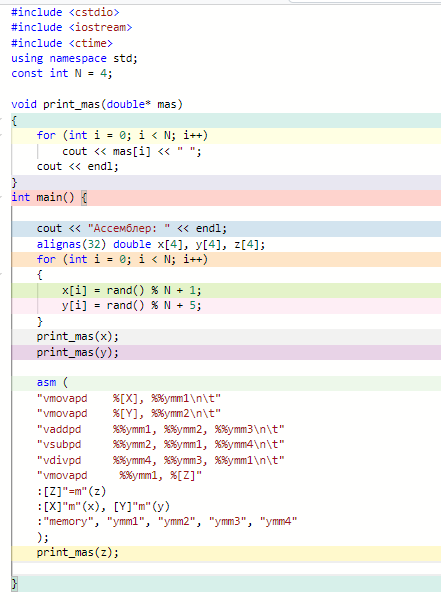 #include <cstdio>
#include <iostream>
#include <ctime>
using namespace std;
const int N = 4;
void print_mas(double* mas)
{
for (int i = 0; i < N; i++)
cout << mas[i] << " ";
cout << endl;
}
int main() {
cout << "Ассемблер: " << endl;
alignas(32) double x[4], y[4], z[4];
for (int i = 0; i < N; i++)
{
x[i] = rand() % N + 1;
y[i] = rand() % N + 5;
}
print_mas(x);
print_mas(y);
asm (
"vmovapd %[X], %%ymm1\n\t"
"vmovapd %[Y], %%ymm2\n\t"
"vaddpd %%ymm1, %%ymm2, %%ymm3\n\t"
"vsubpd %%ymm2, %%ymm1, %%ymm4\n\t"
"vdivpd %%ymm4, %%ymm3, %%ymm1\n\t"
"vmovapd %%ymm1, %[Z]"
:[Z]"=m"(z)
:[X]"m"(x), [Y]"m"(y)
:"memory", "ymm1", "ymm2", "ymm3", "ymm4"
);
print_mas(z);
}